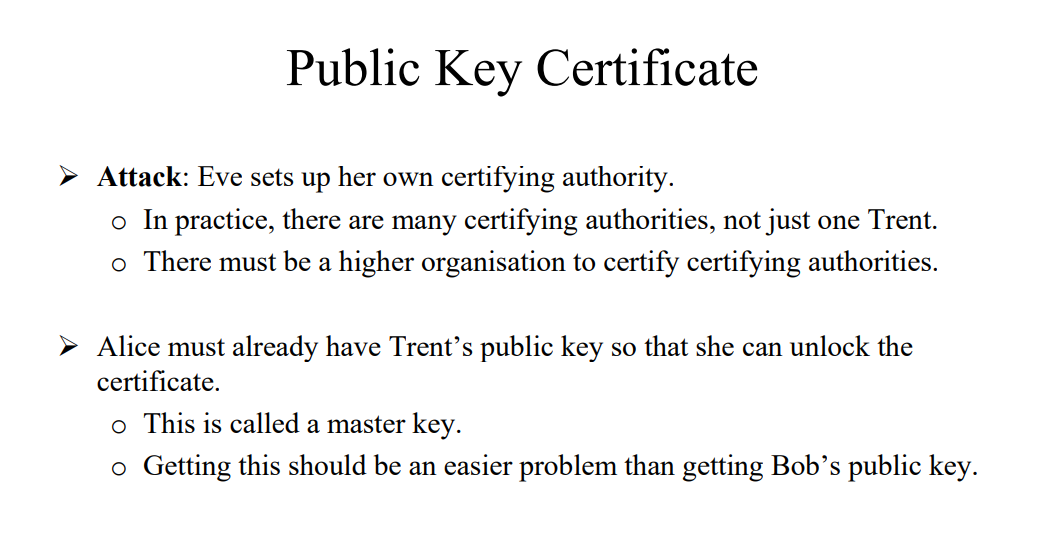 Public Key Certificate
➢ Attack: Eve sets up her own certifying authority.
o In practice, there are many certifying authorities, not just one Trent.
o There must be a higher organisation to certify certifying authorities.
➢ Alice must already have Trent’s public key so that she can unlock the
certificate.
o This is called a master key.
o Getting this should be an easier problem than getting Bob’s public key.